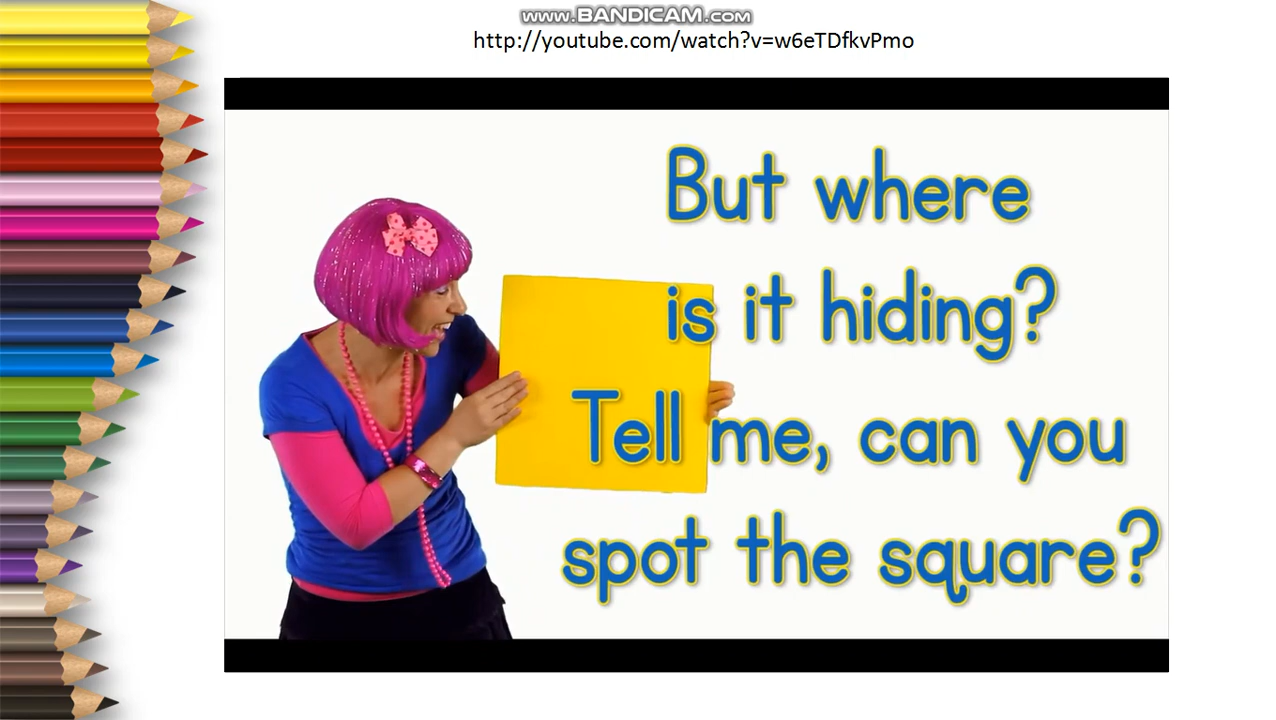 www.BANDICAM.com
http://youtube.com/watch?v=w6eTDfkvPmo
But where
is it hiding?
Tell me, can you
spot the square?